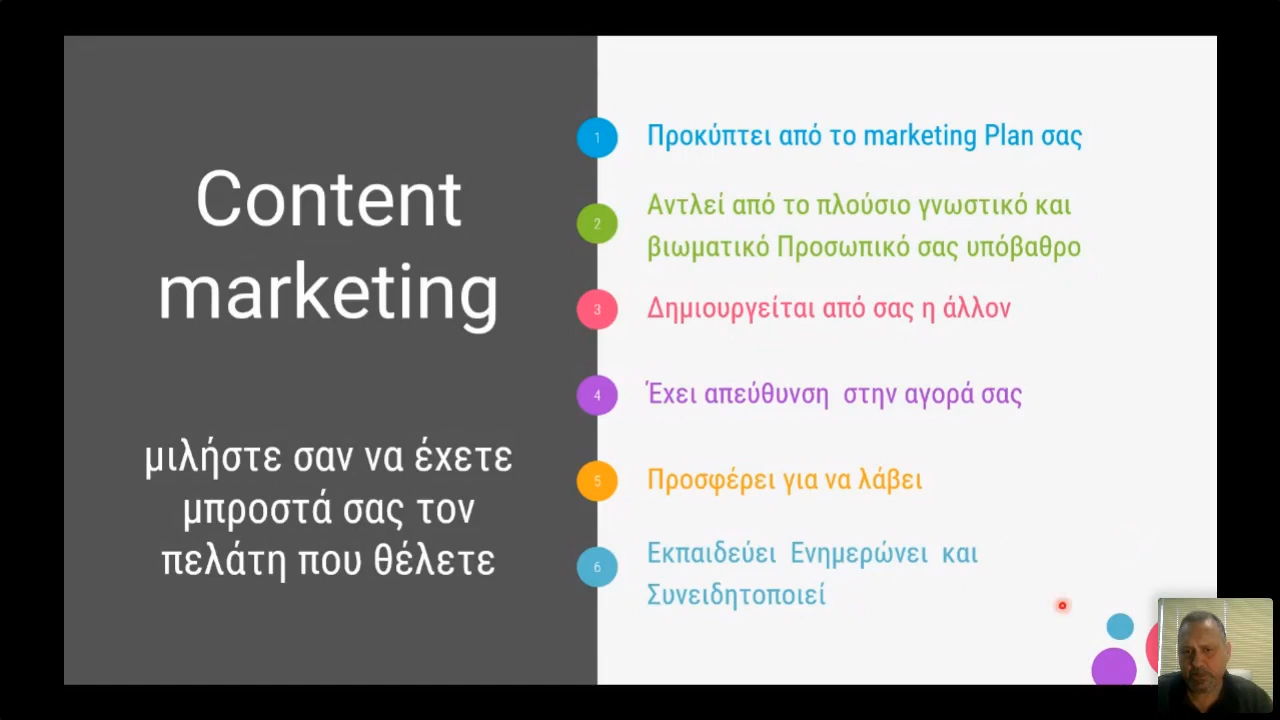 Content
marketing
μιλήστε σαν να έχετε
μπροστά σας τον
πελάτη που θέλετε
1 Προκύπτει από το marketing Plan σας
2 Αντλεί από το πλούσιο γνωστικό και
βιωματικό Προσωπικό σας υπόβαθρο
3 Δημιουργείται από σας η άλλον
4 Έχει απεύθυνση στην αγορά σας
5 Προσφέρει για να λάβει
6 Εκπαιδεύει Ενημερώνει και
Συνειδητοποιεί